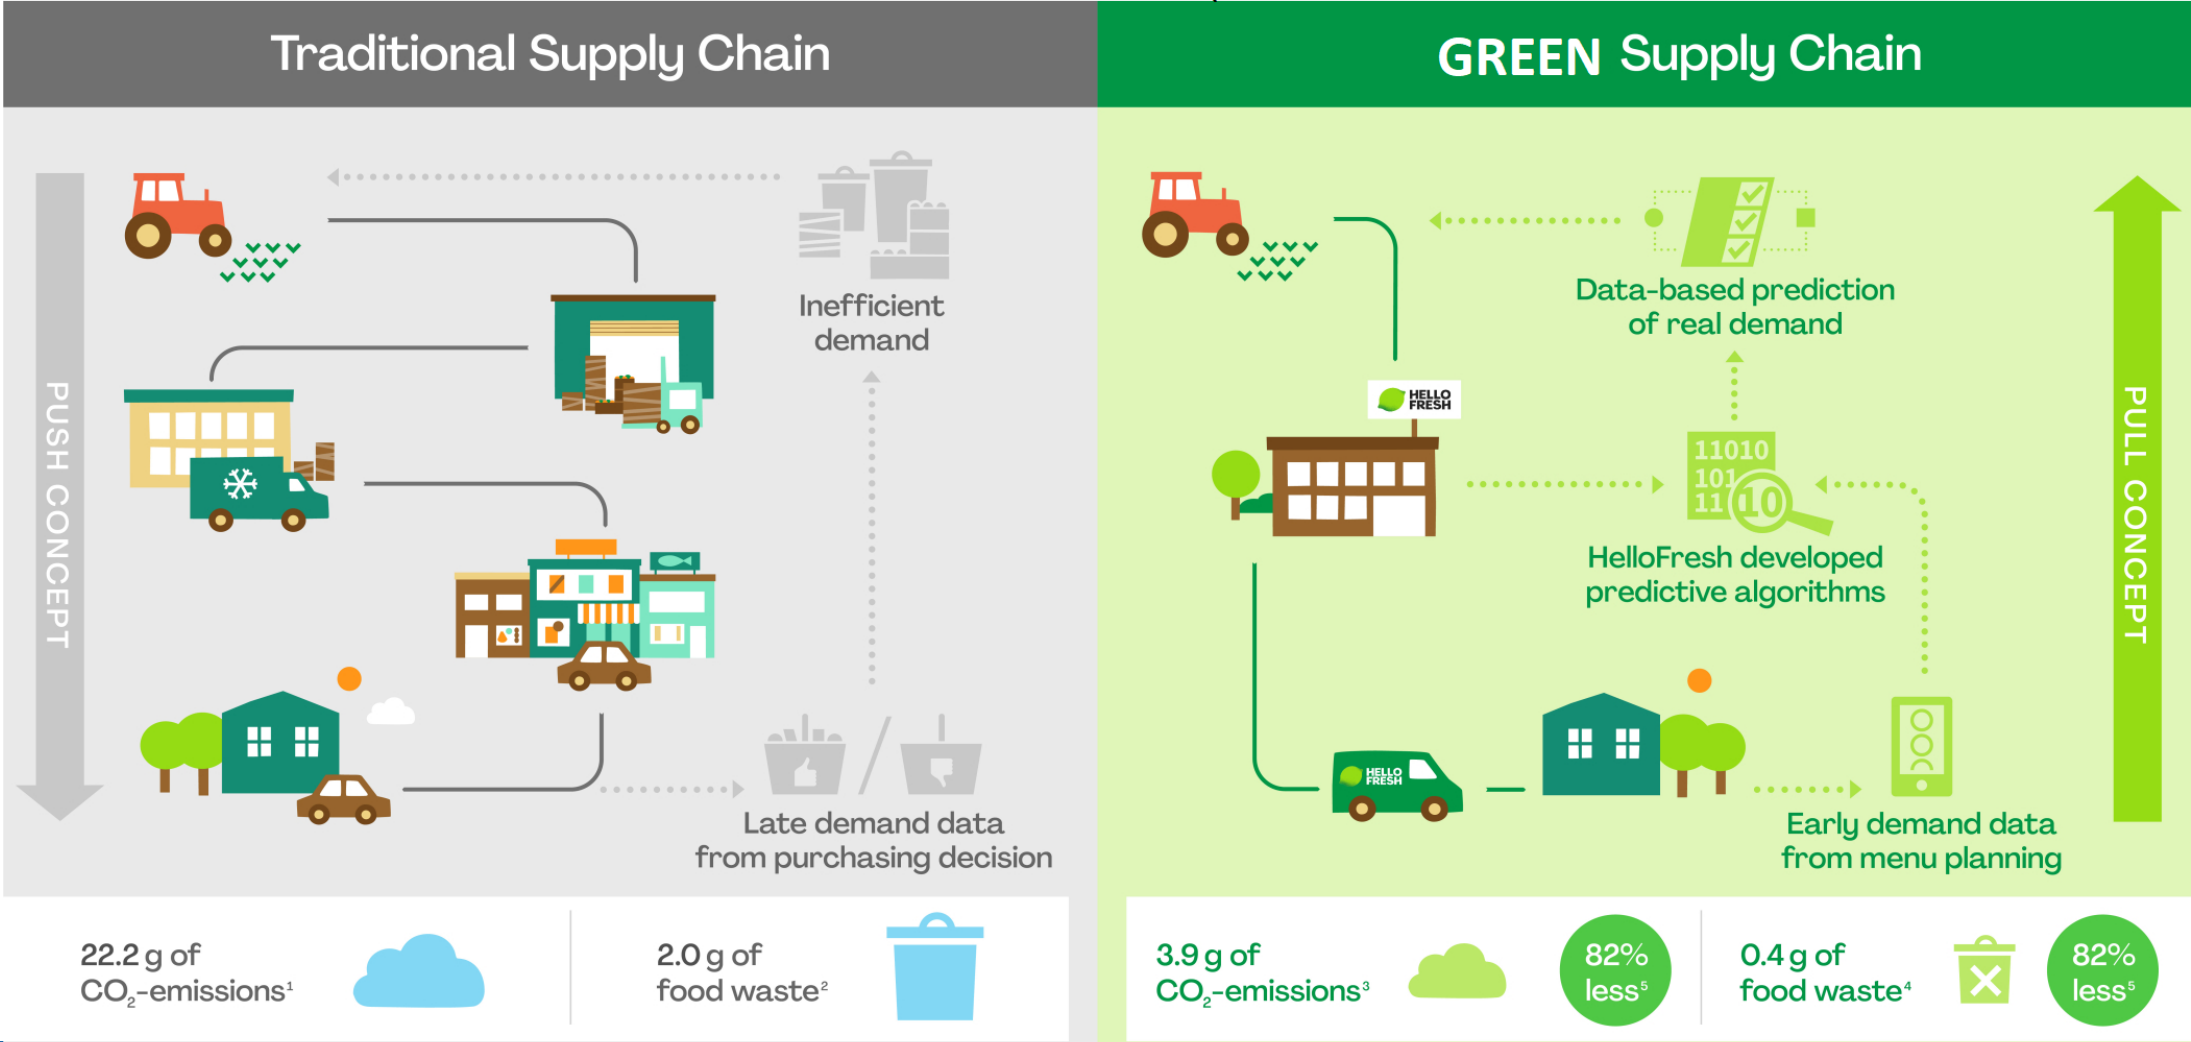 Traditional Supply Chain
PUSH CONCEPT
Inefficient
demand
Late demand data
from purchasing decision
22.2 g of
CO₂-emissions¹
2.0 g of
food waste²
GREEN Supply Chain
Data-based prediction
of real demand
HELLO
FRESH
11010
101
11
10
HelloFresh developed
predictive algorithms
PULL CONCEPT
HELLO
FRESH
Early demand data
from menu planning
3.9 g of
CO₂-emissions³
82%
less⁵
0.4 g of
food waste⁴
82%
less⁵